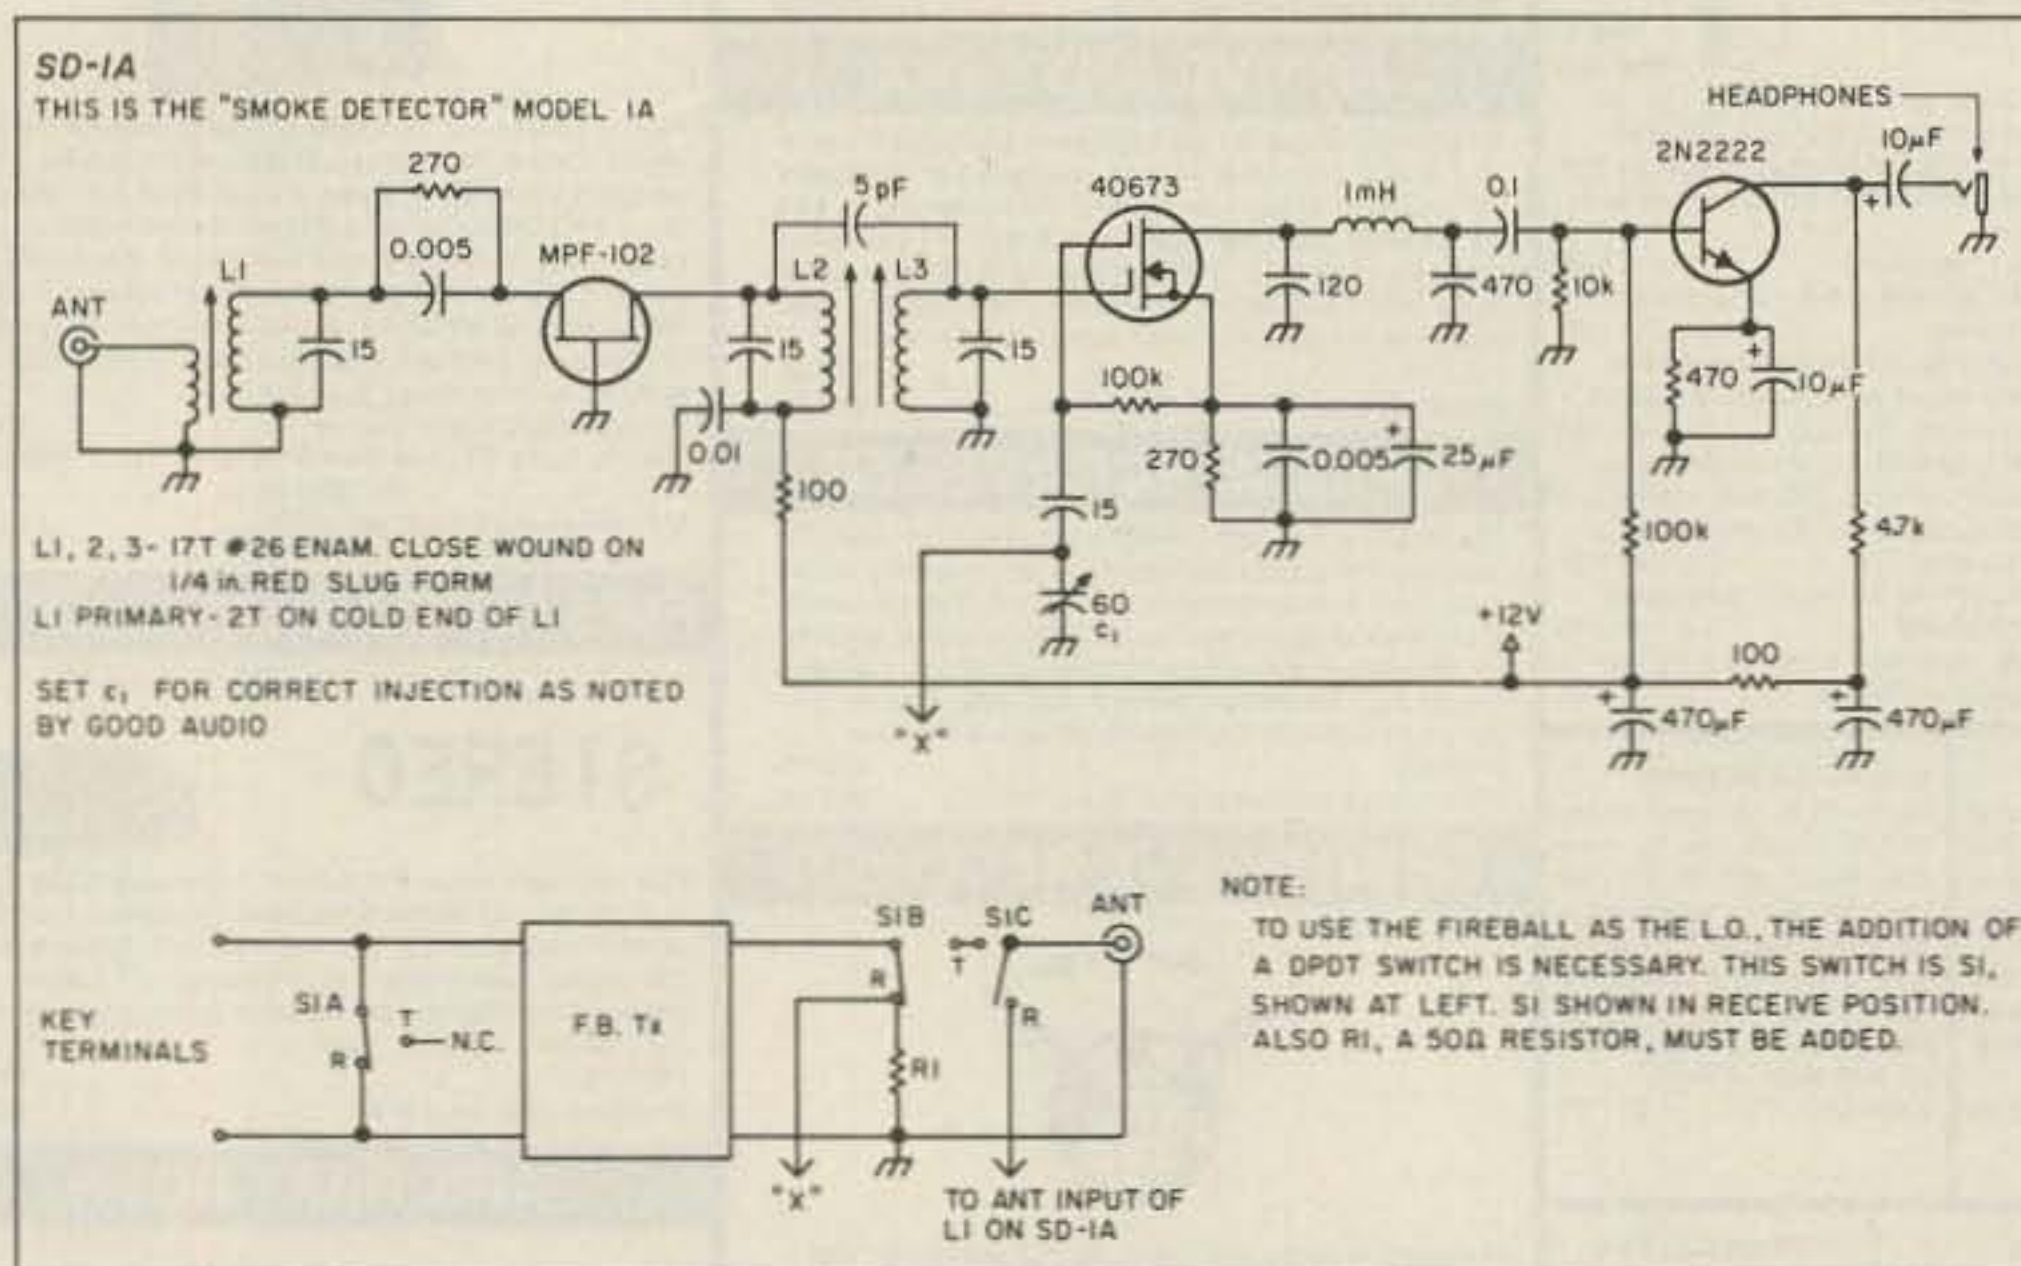 SD-1A
THIS IS THE "SMOKE DETECTOR" MODEL 1A
270
0.005
MPF-102
L1
ANT
15
5pF
L2
L3
15
15
0.01
100
40673
1mH
0.1
120
470
10k
100k
270
0.005
25µF
15
60
c₁
"X"
2N2222
10µF
HEADPHONES
470
10µF
100k
4.7k
+12V
100
470µF
470µF
L1, 2, 3- 17T #26 ENAM. CLOSE WOUND ON
1/4 in. RED SLUG FORM
L1 PRIMARY- 2T ON COLD END OF L1
SET c₁ FOR CORRECT INJECTION AS NOTED
BY GOOD AUDIO
KEY
TERMINALS
S1A
T
N.C.
R
F.B. Tx
S1B
R
T
S1C
R
ANT
R1
"X"
TO ANT INPUT OF
L1 ON SD-1A
NOTE:
TO USE THE FIREBALL AS THE L.O., THE ADDITION OF
A DPDT SWITCH IS NECESSARY. THIS SWITCH IS S1,
SHOWN AT LEFT. S1 SHOWN IN RECEIVE POSITION.
ALSO R1, A 50Ω RESISTOR, MUST BE ADDED.